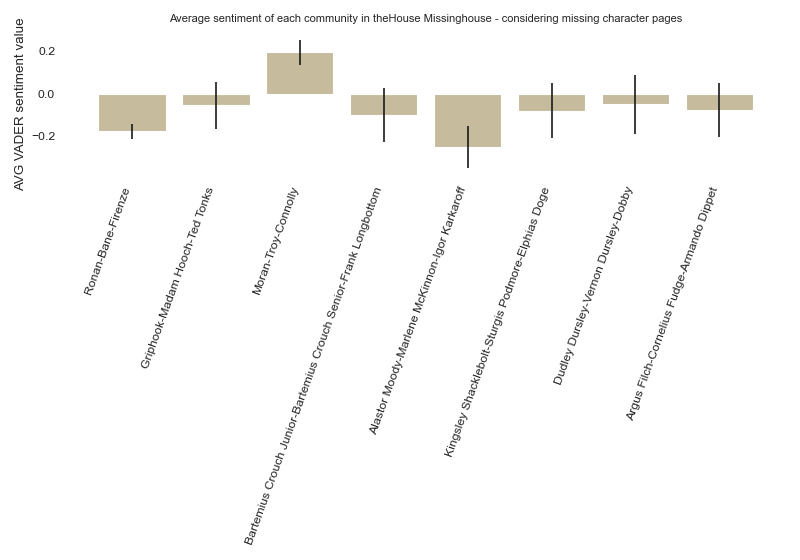 Average sentiment of each community in theHouse Missinghouse - considering missing character pages
AVG VADER sentiment value
0.2
0.0
−0.2
Ronan-Bane-Firenze
Griphook-Madam Hooch-Ted Tonks
Moran-Troy-Connolly
Bartemius Crouch Junior-Bartemius Crouch Senior-Frank Longbottom
Alastor Moody-Marlene McKinnon-Igor Karkaroff
Kingsley Shacklebolt-Sturgis Podmore-Elphias Doge
Dudley Dursley-Vernon Dursley-Dobby
Argus Filch-Cornelius Fudge-Armando Dippet